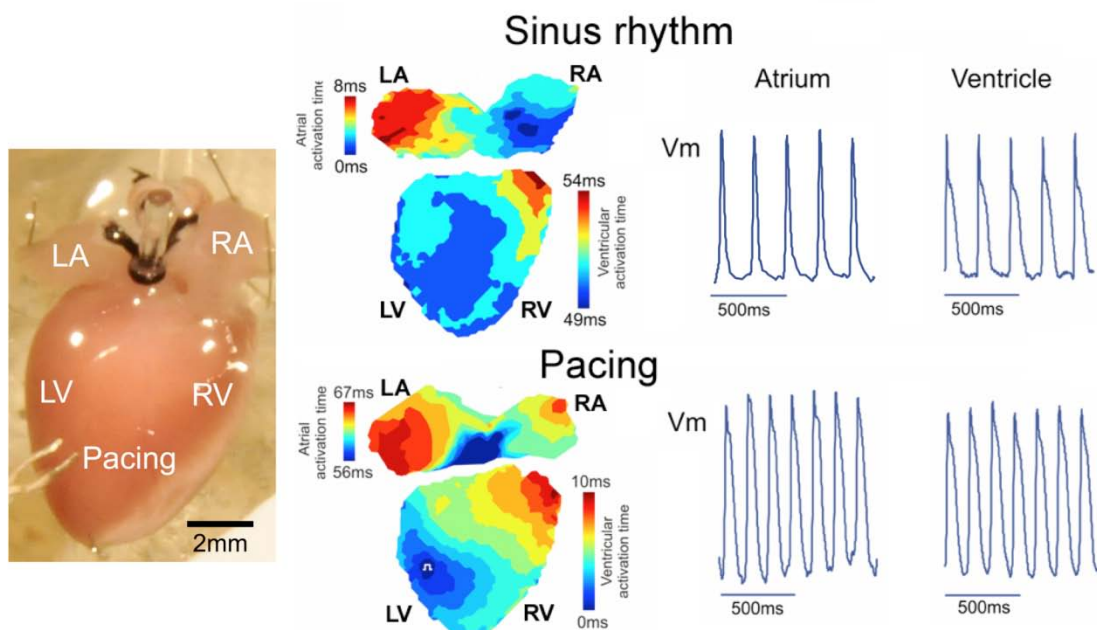 LA
RA
LV
RV
Pacing
2mm
Sinus rhythm
LA
RA
8ms
Atrial
activation time
0ms
54ms
Ventricular
activation time
49ms
LV
RV
Atrium
Ventricle
Vm
500ms
500ms
Pacing
LA
RA
67ms
Atrial
activation time
56ms
10ms
Ventricular
activation time
0ms
LV
RV
Vm
500ms
500ms